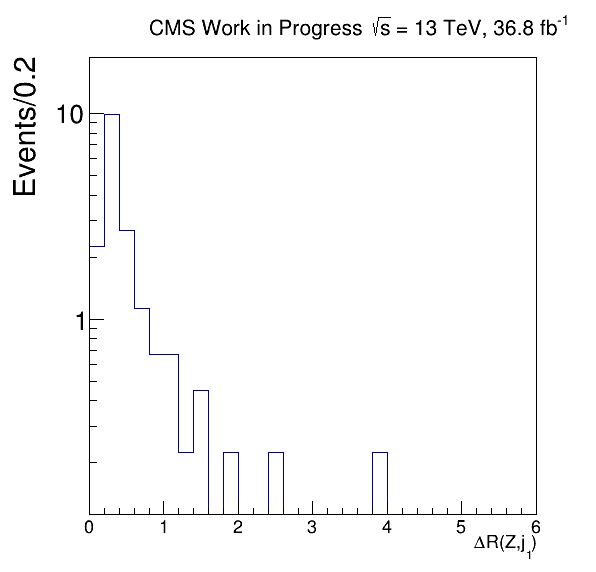 CMS Work in Progress √s = 13 TeV, 36.8 fb⁻¹
Events/0.2
10
1
0 1 2 3 4 5 6
ΔR(Z,j₁)